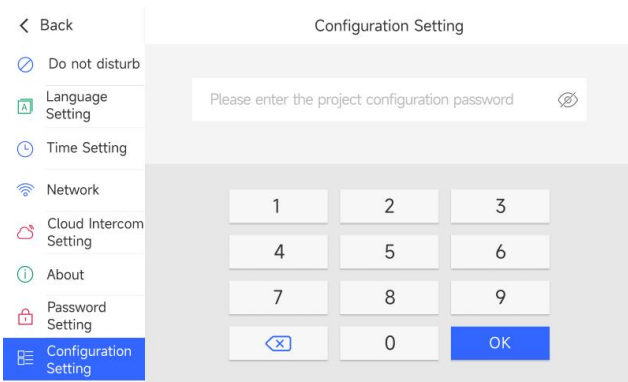 Back
Configuration Setting
Do not disturb
Language
Setting
Time Setting
Network
Cloud Intercom
Setting
About
Password
Setting
Configuration
Setting
Please enter the project configuration password
1 2 3
4 5 6
7 8 9
0 OK